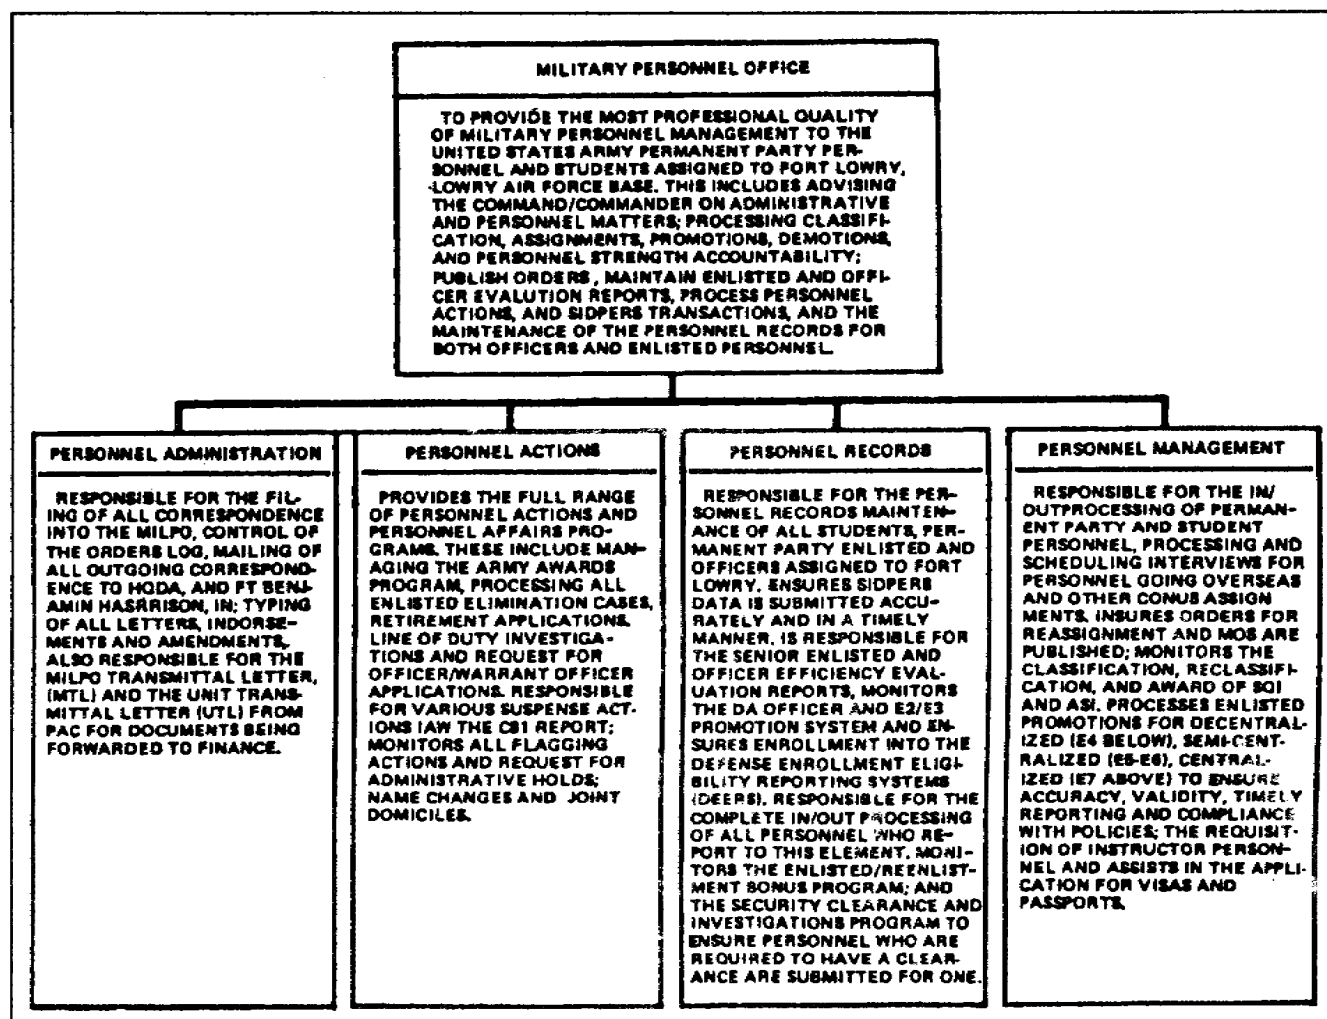 MILITARY PERSONNEL OFFICE
TO PROVIDE THE MOST PROFESSIONAL QUALITY
OF MILITARY PERSONNEL MANAGEMENT TO THE
UNITED STATES ARMY PERMANENT PARTY PER-
SONNEL AND STUDENTS ASSIGNED TO FORT LOWRY,
LOWRY AIR FORCE BASE. THIS INCLUDES ADVISING
THE COMMAND/COMMANDER ON ADMINISTRATIVE
AND PERSONNEL MATTERS; PROCESSING CLASSIFI-
CATION, ASSIGNMENTS, PROMOTIONS, DEMOTIONS,
AND PERSONNEL STRENGTH ACCOUNTABILITY;
PUBLISH ORDERS, MAINTAIN ENLISTED AND OFFI-
CER EVALUTION REPORTS, PROCESS PERSONNEL
ACTIONS, AND SIDPERS TRANSACTIONS, AND THE
MAINTENANCE OF THE PERSONNEL RECORDS FOR
BOTH OFFICERS AND ENLISTED PERSONNEL.
PERSONNEL ADMINISTRATION
RESPONSIBLE FOR THE FIL-
ING OF ALL CORRESPONDENCE
INTO THE MILPO, CONTROL OF
THE ORDERS LOG, MAILING OF
ALL OUTGOING CORRESPOND-
ENCE TO HQDA, AND FT BENJ-
AMIN HASRRISON, IN; TYPING
OF ALL LETTERS, INDORSE-
MENTS AND AMENDMENTS,
ALSO RESPONSIBLE FOR THE
MILPO TRANSMITTAL LETTER,
(MTL) AND THE UNIT TRANS-
MITTAL LETTER (UTL) FROM
PAC FOR DOCUMENTS BEING
FORWARDED TO FINANCE.
PERSONNEL ACTIONS
PROVIDES THE FULL RANGE
OF PERSONNEL ACTIONS AND
PERSONNEL AFFAIRS PRO-
GRAMS. THESE INCLUDE MAN-
AGING THE ARMY AWARDS
PROGRAM, PROCESSING ALL
ENLISTED ELIMINATION CASES,
RETIREMENT APPLICATIONS,
LINE OF DUTY INVESTIGA-
TIONS AND REQUEST FOR
OFFICER/WARRANT OFFICER
APPLICATIONS. RESPONSIBLE
FOR VARIOUS SUSPENSE ACT-
IONS IAW THE C81 REPORT;
MONITORS ALL FLAGGING
ACTIONS AND REQUEST FOR
ADMINISTRATIVE HOLDS;
NAME CHANGES AND JOINT
DOMICILES.
PERSONNEL RECORDS
RESPONSIBLE FOR THE PER-
SONNEL RECORDS MAINTEN-
ANCE OF ALL STUDENTS, PER-
MANENT PARTY ENLISTED AND
OFFICERS ASSIGNED TO FORT
LOWRY. ENSURES SIDPERS
DATA IS SUBMITTED ACCU-
RATELY AND IN A TIMELY
MANNER. IS RESPONSIBLE FOR
THE SENIOR ENLISTED AND
OFFICER EFFICIENCY EVAL-
UATION REPORTS, MONITORS
THE DA OFFICER AND E2/E3
PROMOTION SYSTEM AND EN-
SURES ENROLLMENT INTO THE
DEFENSE ENROLLMENT ELIGI-
BILITY REPORTING SYSTEMS
(DEERS). RESPONSIBLE FOR THE
COMPLETE IN/OUT PROCESSING
OF ALL PERSONNEL WHO RE-
PORT TO THIS ELEMENT. MONI-
TORS THE ENLISTED/REENLIST-
MENT BONUS PROGRAM; AND
THE SECURITY CLEARANCE AND
INVESTIGATIONS PROGRAM TO
ENSURE PERSONNEL WHO ARE
REQUIRED TO HAVE A CLEAR-
ANCE ARE SUBMITTED FOR ONE.
PERSONNEL MANAGEMENT
RESPONSIBLE FOR THE IN/
OUTPROCESSING OF PERMAN-
ENT PARTY AND STUDENT
PERSONNEL, PROCESSING AND
SCHEDULING INTERVIEWS FOR
PERSONNEL GOING OVERSEAS
AND OTHER CONUS ASSIGN
MENTS, INSURES ORDERS FOR
REASSIGNMENT AND MOS ARE
PUBLISHED; MONITORS THE
CLASSIFICATION, RECLASSIFI-
CATION, AND AWARD OF SQI
AND ASI. PROCESSES ENLISTED
PROMOTIONS FOR DECENTRAL-
IZED (E4 BELOW), SEMI-CENT-
RALIZED (E5-E6), CENTRAL-
IZED (E7 ABOVE) TO ENSURE
ACCURACY, VALIDITY, TIMELY
REPORTING AND COMPLIANCE
WITH POLICIES; THE REQUISIT-
ION OF INSTRUCTOR PERSON-
NEL AND ASSISTS IN THE APPLI-
CATION FOR VISAS AND
PASSPORTS.